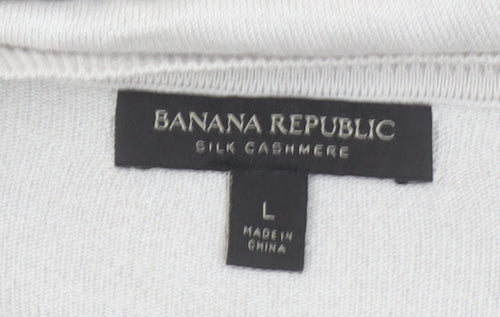 BANANA REPUBLIC
SILK CASHMERE
L
MADE IN
CHINA